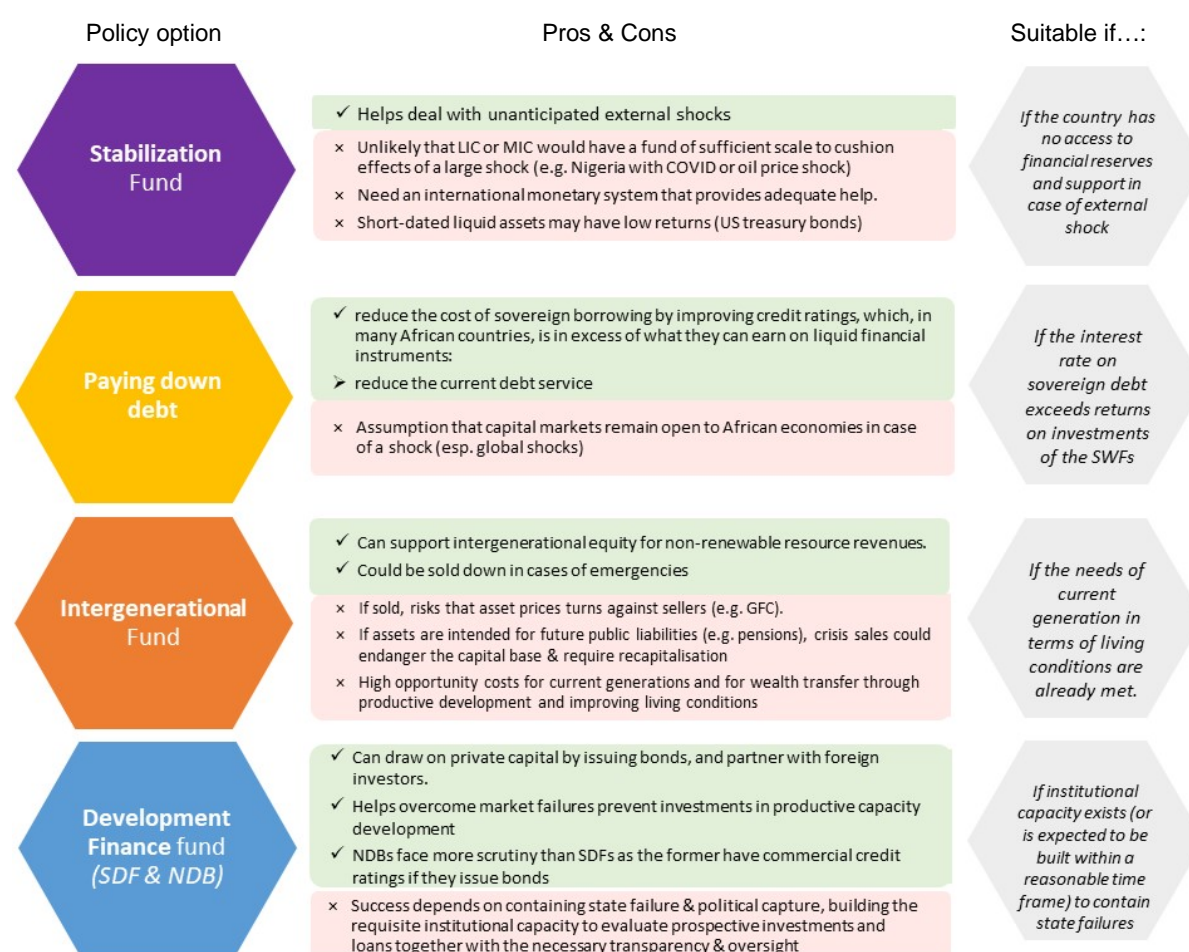 Policy option
Pros & Cons
Suitable if…:
Stabilization
Fund
✓ Helps deal with unanticipated external shocks
× Unlikely that LIC or MIC would have a fund of sufficient scale to cushion
effects of a large shock (e.g. Nigeria with COVID or oil price shock)
× Need an international monetary system that provides adequate help.
× Short-dated liquid assets may have low returns (US treasury bonds)
If the country has
no access to
financial reserves
and support in
case of external
shock
Paying down
debt
✓ reduce the cost of sovereign borrowing by improving credit ratings, which, in
many African countries, is in excess of what they can earn on liquid financial
instruments:
➤ reduce the current debt service
× Assumption that capital markets remain open to African economies in case
of a shock (esp. global shocks)
If the interest
rate on
sovereign debt
exceeds returns
on investments
of the SWFs
Intergenerational
Fund
✓ Can support intergenerational equity for non-renewable resource revenues.
✓ Could be sold down in cases of emergencies
× If sold, risks that asset prices turns against sellers (e.g. GFC).
× If assets are intended for future public liabilities (e.g. pensions), crisis sales could
endanger the capital base & require recapitalisation
× High opportunity costs for current generations and for wealth transfer through
productive development and improving living conditions
If the needs of
current
generation in
terms of living
conditions are
already met.
Development
Finance fund
(SDF & NDB)
✓ Can draw on private capital by issuing bonds, and partner with foreign
investors.
✓ Helps overcome market failures prevent investments in productive capacity
development
✓ NDBs face more scrutiny than SDFs as the former have commercial credit
ratings if they issue bonds
× Success depends on containing state failure & political capture, building the
requisite institutional capacity to evaluate prospective investments and
loans together with the necessary transparency & oversight
If institutional
capacity exists (or
is expected to be
built within a
reasonable time
frame) to contain
state failures